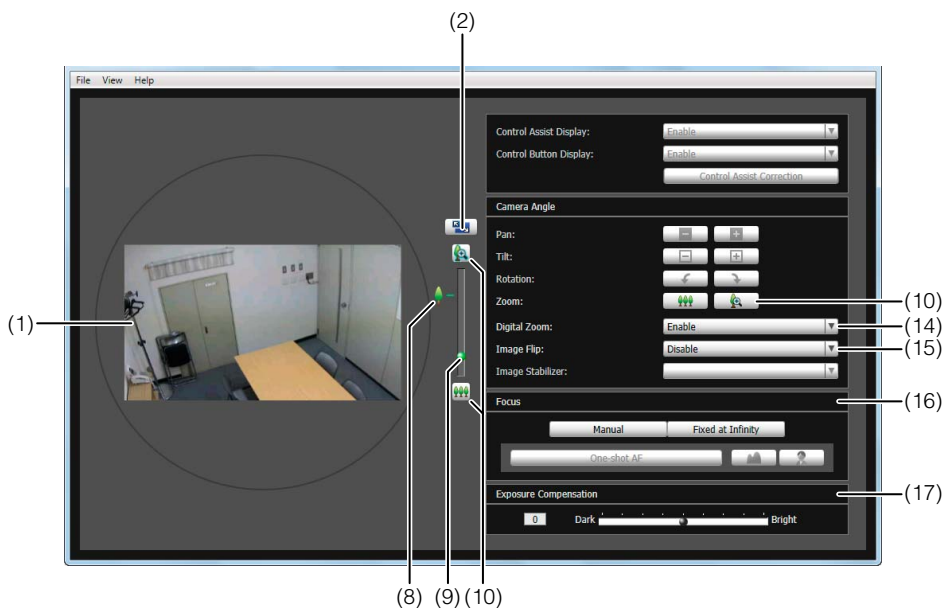 (2)
File View Help
Control Assist Display: Enable
Control Button Display: Enable
Control Assist Correction
Camera Angle
Pan:
Tilt:
Rotation:
(1)
Zoom:
(10)
Digital Zoom: Enable
(14)
Image Flip: Disable
(15)
Image Stabilizer:
Focus
(16)
Manual Fixed at Infinity
One-shot AF
Exposure Compensation
(17)
0 Dark Bright
(8) (9) (10)